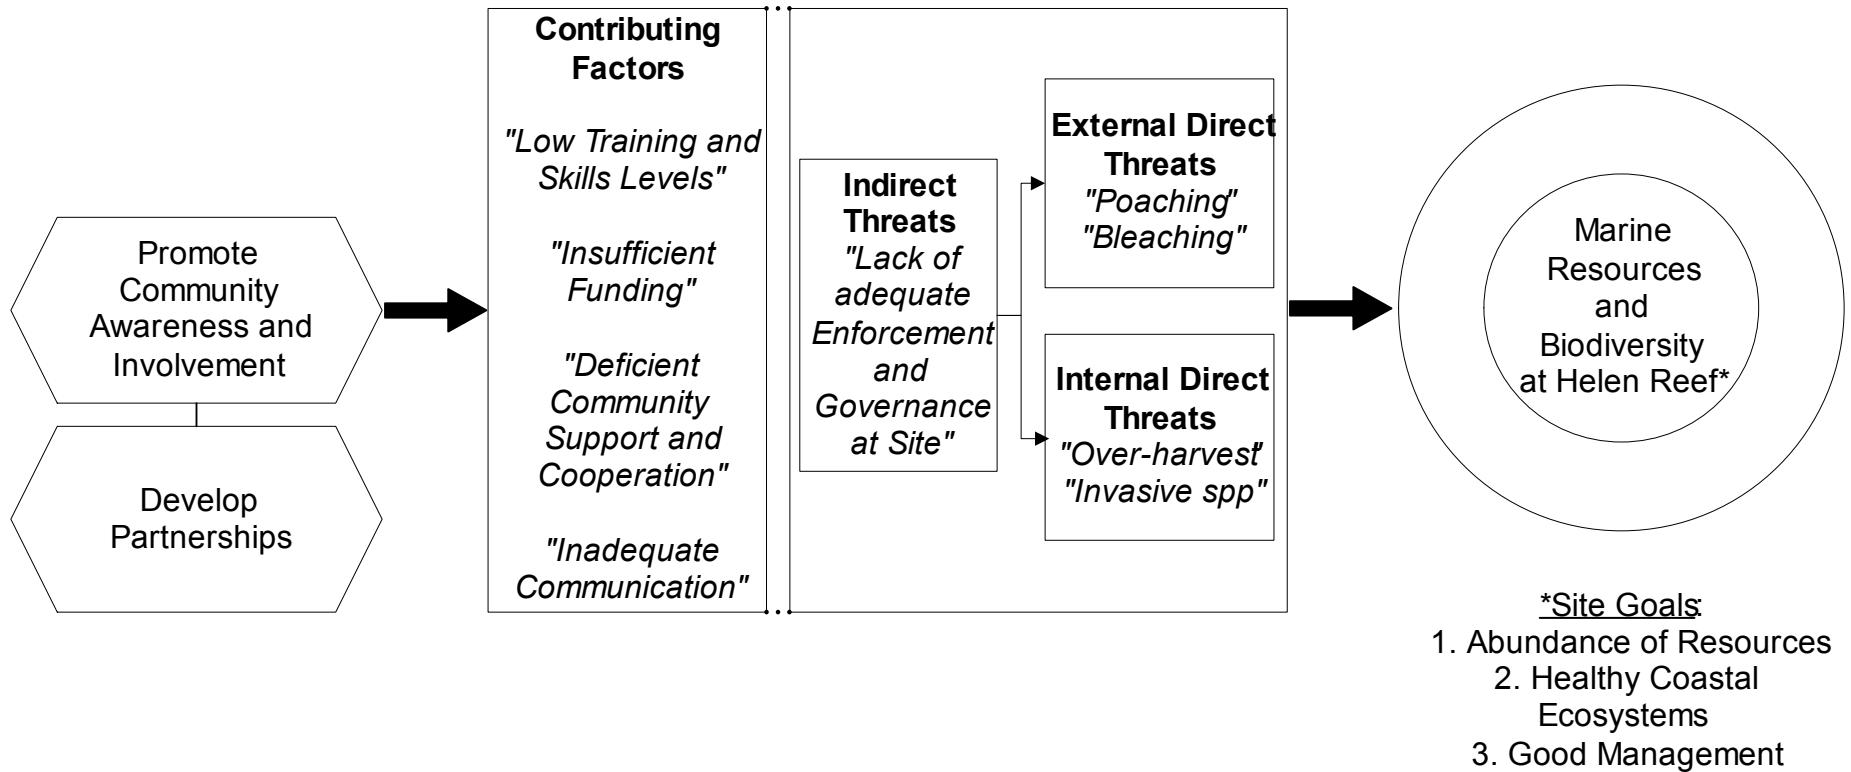 Promote
Community
Awareness and
Involvement
Develop
Partnerships
Contributing
Factors
"Low Training and
Skills Levels"
"Insufficient
Funding"
"Deficient
Community
Support and
Cooperation"
"Inadequate
Communication"
Indirect
Threats
"Lack of
adequate
Enforcement
and
Governance
at Site"
External Direct
Threats
"Poaching"
"Bleaching"
Internal Direct
Threats
"Over-harvest"
"Invasive spp"
Marine
Resources
and
Biodiversity
at Helen Reef*
*Site Goals:
1. Abundance of Resources
2. Healthy Coastal
Ecosystems
3. Good Management